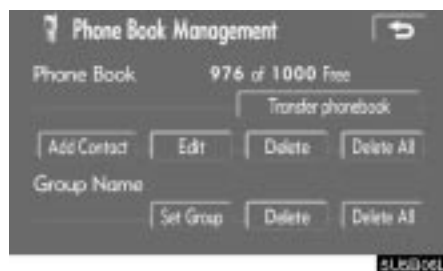 Phone Book Management
Phone Book 976 of 1000 Free
Transfer phonebook
Add Contact Edit Delete Delete All
Group Name
Set Group Delete Delete All